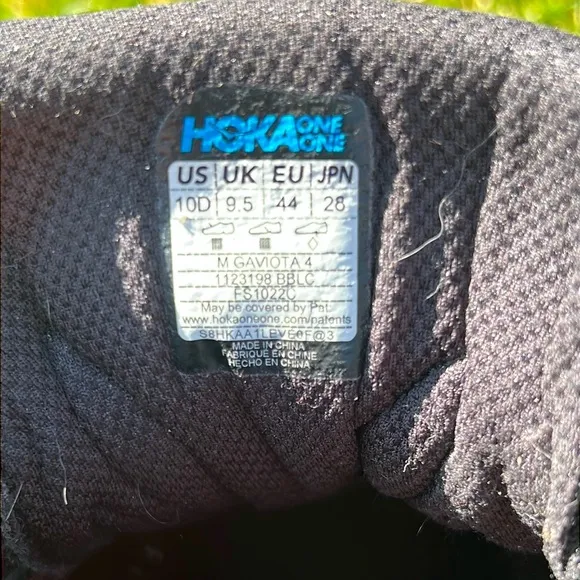 HOKA ONE ONE
US UK EU JPN
10D 9.5 44 28
M GAVIOTA 4
1123198 BBLC
FS1022C
May be covered by Pat.
www.hokaoneone.com/patents
MADE IN CHINA
FABRIQUÉ EN CHINE
HECHO EN CHINA